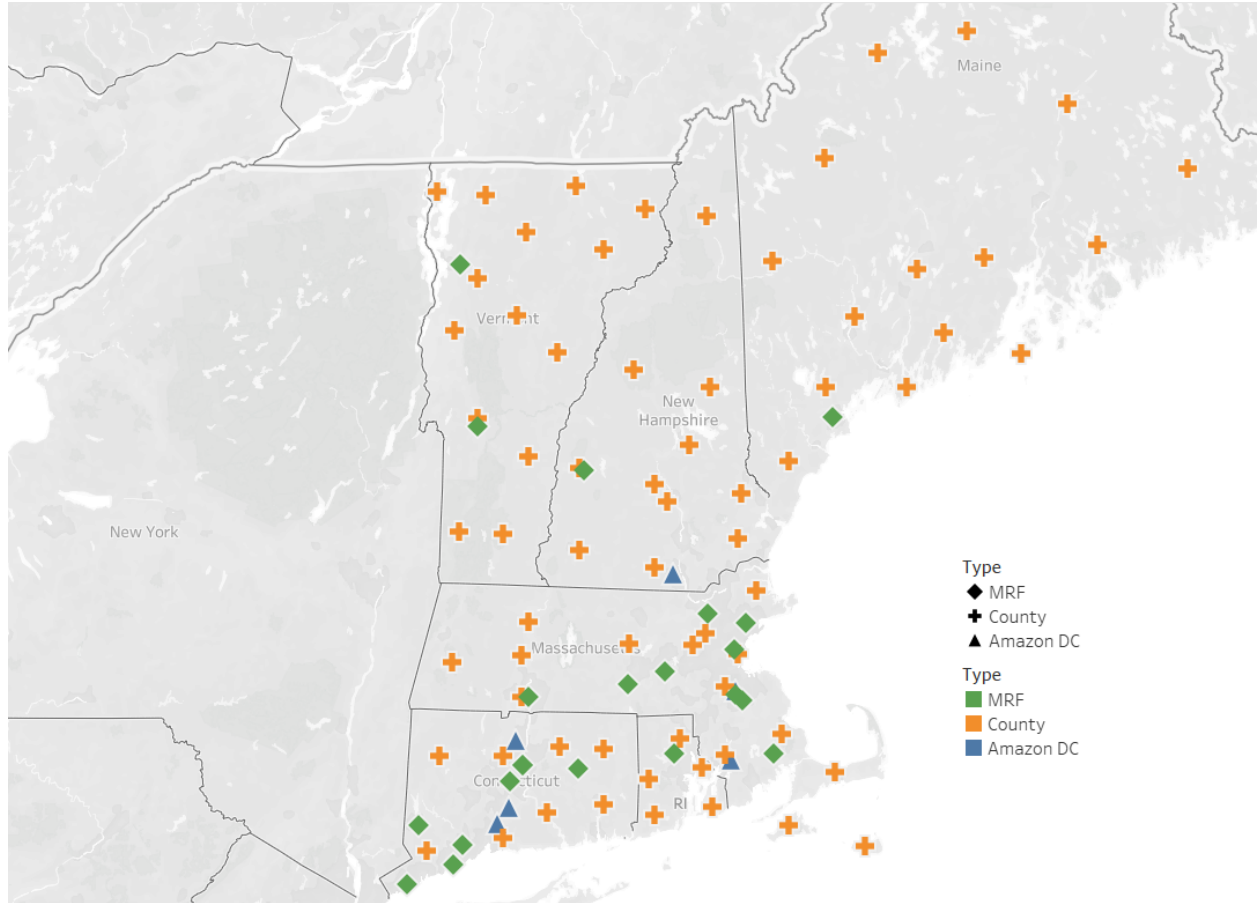 Maine
Vermont
New
Hampshire
New York
Massachusetts
Connecticut
RI
Type
MRF
County
Amazon DC
Type
MRF
County
Amazon DC